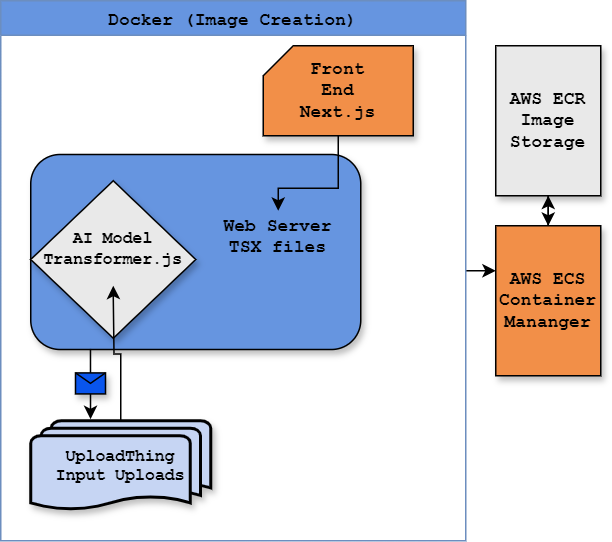 Docker (Image Creation)
Front
End
Next.js
AWS ECR
Image
Storage
Web Server
TSX files
AI Model
Transformer.js
AWS ECS
Container
Mananger
UploadThing
Input Uploads